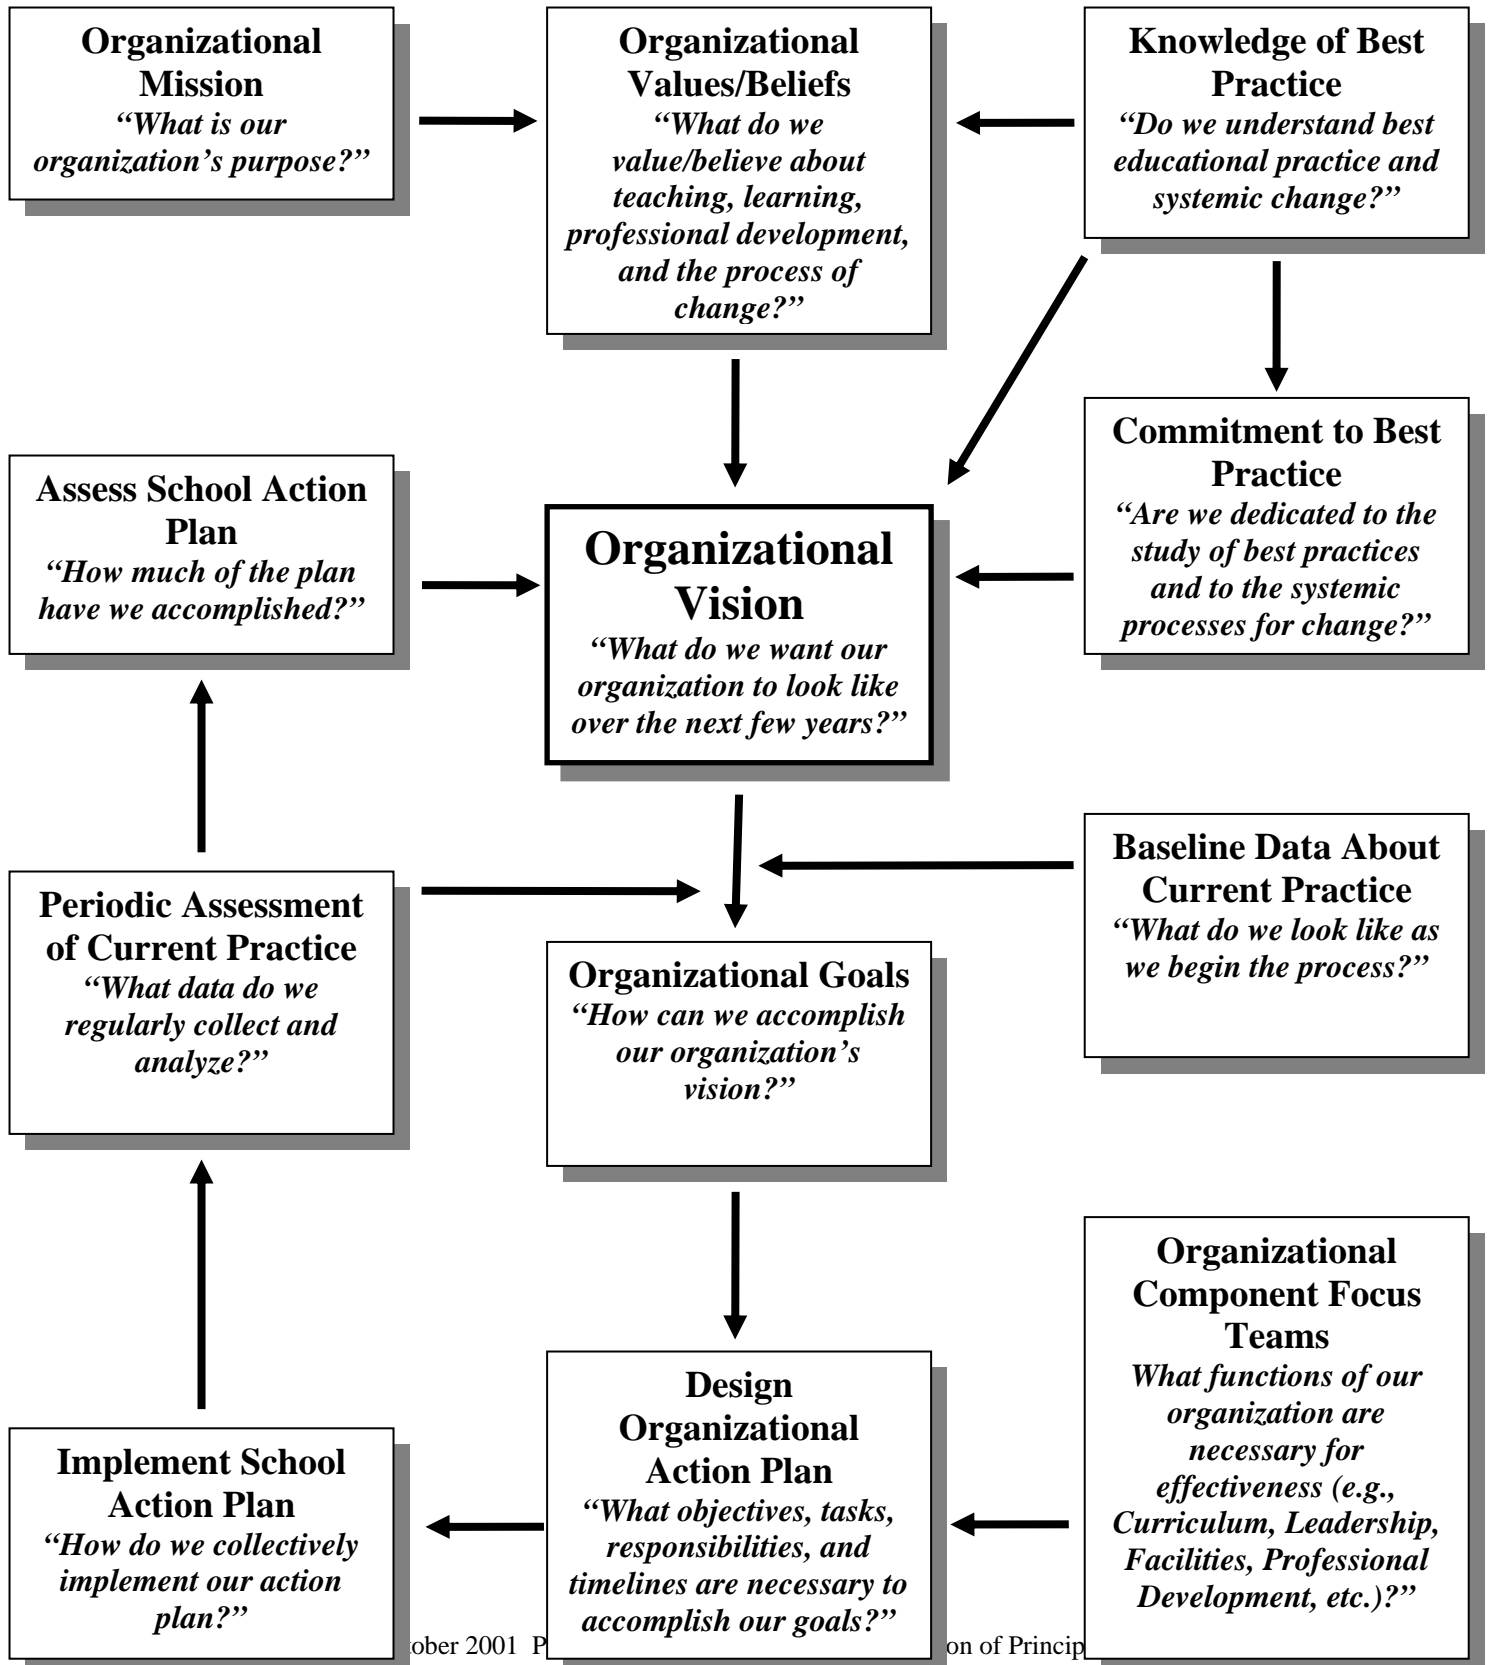 Organizational
Mission
“What is our
organization’s purpose?”
Organizational
Values/Beliefs
“What do we
value/believe about
teaching, learning,
professional development,
and the process of
change?”
Knowledge of Best
Practice
“Do we understand best
educational practice and
systemic change?”
Commitment to Best
Practice
“Are we dedicated to the
study of best practices
and to the systemic
processes for change?”
Assess School Action
Plan
“How much of the plan
have we accomplished?”
Organizational
Vision
“What do we want our
organization to look like
over the next few years?”
Baseline Data About
Current Practice
“What do we look like as
we begin the process?”
Periodic Assessment
of Current Practice
“What data do we
regularly collect and
analyze?”
Organizational Goals
“How can we accomplish
our organization’s
vision?”
Organizational
Component Focus
Teams
What functions of our
organization are
necessary for
effectiveness (e.g.,
Curriculum, Leadership,
Facilities, Professional
Development, etc.)?”
Design
Organizational
Action Plan
“What objectives, tasks,
responsibilities, and
timelines are necessary to
accomplish our goals?”
Implement School
Action Plan
“How do we collectively
implement our action
plan?”
tober 2001 P on of Princip